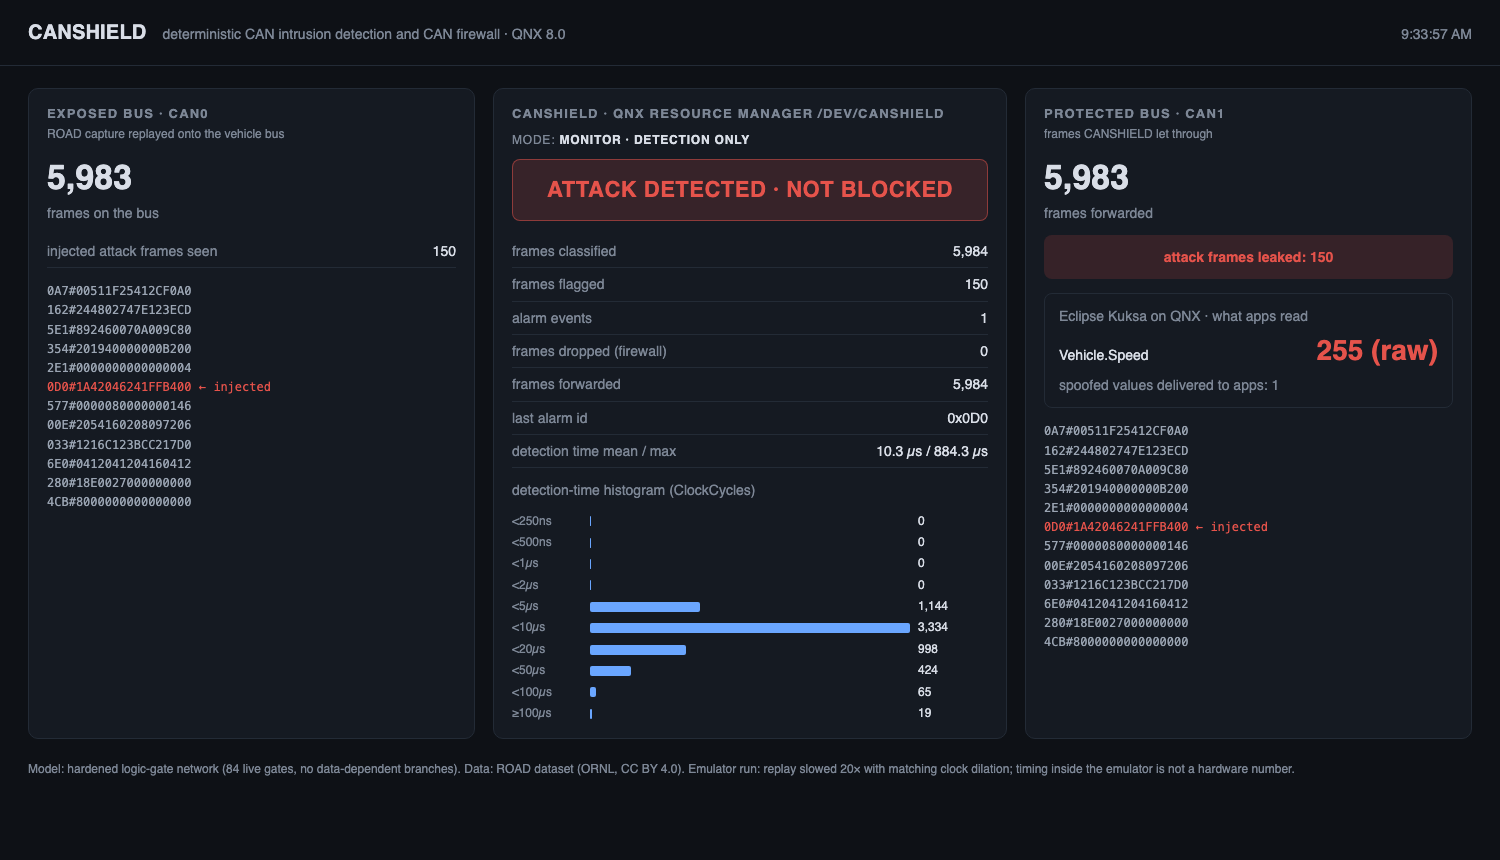 CANSHIELD deterministic CAN intrusion detection and CAN firewall · QNX 8.0 9:33:57 AM
EXPOSED BUS · CAN0
ROAD capture replayed onto the vehicle bus
5,983
frames on the bus
injected attack frames seen 150
0A7#00511F25412CF0A0
162#244802747E123ECD
5E1#892460070A009C80
354#201940000000B200
2E1#0000000000000004
0D0#1A42046241FFB400 ← injected
577#0000080000000146
00E#2054160208097206
033#1216C123BCC217D0
6E0#0412041204160412
280#18E0027000000000
4CB#8000000000000000
CANSHIELD · QNX RESOURCE MANAGER /DEV/CANSHIELD
MODE: MONITOR · DETECTION ONLY
ATTACK DETECTED · NOT BLOCKED
frames classified 5,984
frames flagged 150
alarm events 1
frames dropped (firewall) 0
frames forwarded 5,984
last alarm id 0x0D0
detection time mean / max 10.3 µs / 884.3 µs
detection-time histogram (ClockCycles)
<250ns 0
<500ns 0
<1µs 0
<2µs 0
<5µs 1,144
<10µs 3,334
<20µs 998
<50µs 424
<100µs 65
≥100µs 19
PROTECTED BUS · CAN1
frames CANSHIELD let through
5,983
frames forwarded
attack frames leaked: 150
Eclipse Kuksa on QNX · what apps read
Vehicle.Speed 255 (raw)
spoofed values delivered to apps: 1
0A7#00511F25412CF0A0
162#244802747E123ECD
5E1#892460070A009C80
354#201940000000B200
2E1#0000000000000004
0D0#1A42046241FFB400 ← injected
577#0000080000000146
00E#2054160208097206
033#1216C123BCC217D0
6E0#0412041204160412
280#18E0027000000000
4CB#8000000000000000
Model: hardened logic-gate network (84 live gates, no data-dependent branches). Data: ROAD dataset (ORNL, CC BY 4.0). Emulator run: replay slowed 20× with matching clock dilation; timing inside the emulator is not a hardware number.